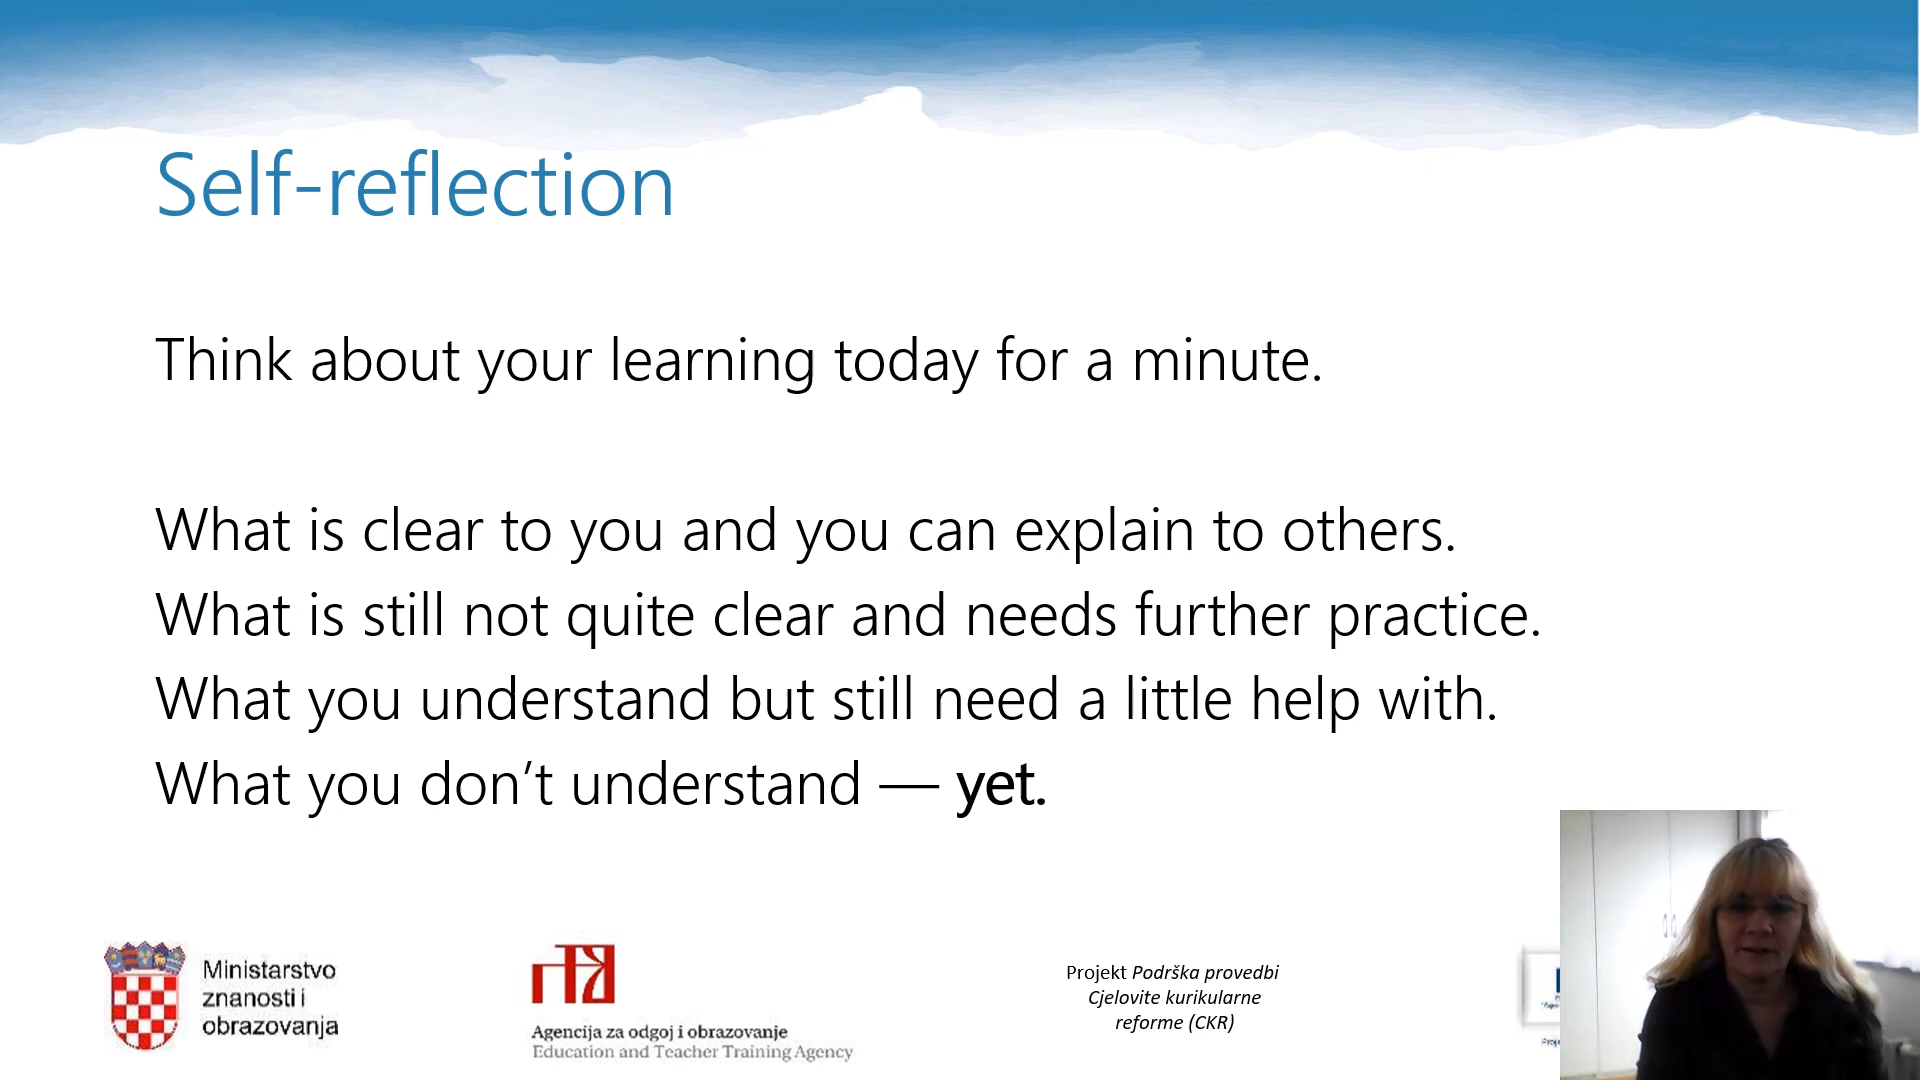 Self-reflection
Think about your learning today for a minute.
What is clear to you and you can explain to others.
What is still not quite clear and needs further practice.
What you understand but still need a little help with.
What you don’t understand — yet.
Ministarstvo
znanosti i
obrazovanja
Agencija za odgoj i obrazovanje
Education and Teacher Training Agency
Projekt Podrška provedbi
Cjelovite kurikularne
reforme (CKR)